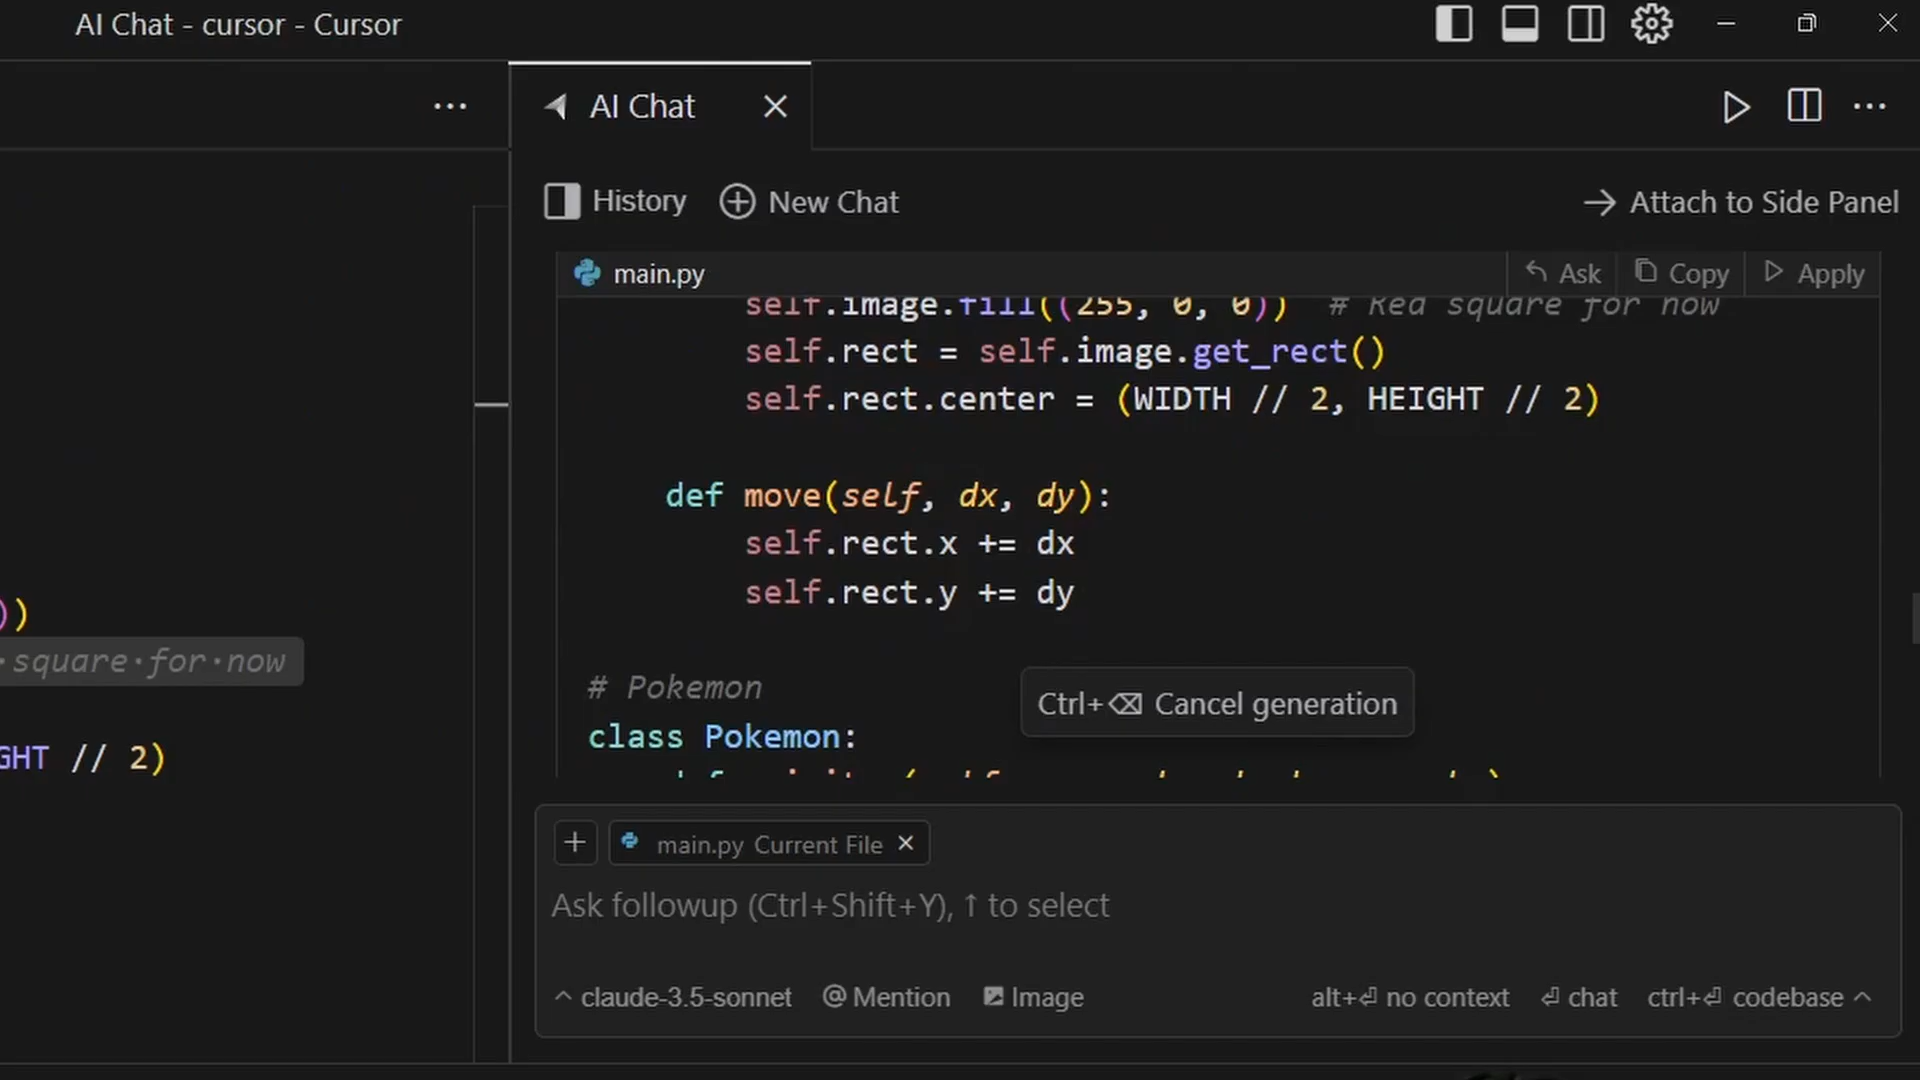 AI Chat - cursor - Cursor
AI Chat
History
New Chat
Attach to Side Panel
main.py
Ask
Copy
Apply
self.image.fill((255, 0, 0))  # Red square for now
self.rect = self.image.get_rect()
self.rect.center = (WIDTH // 2, HEIGHT // 2)
def move(self, dx, dy):
self.rect.x += dx
self.rect.y += dy
# Pokemon
class Pokemon:
Ctrl+⌫ Cancel generation
))
·square·for·now
GHT // 2)
+ main.py Current File
Ask followup (Ctrl+Shift+Y), ↑ to select
claude-3.5-sonnet
@ Mention
Image
alt+⏎ no context
⏎ chat
ctrl+⏎ codebase